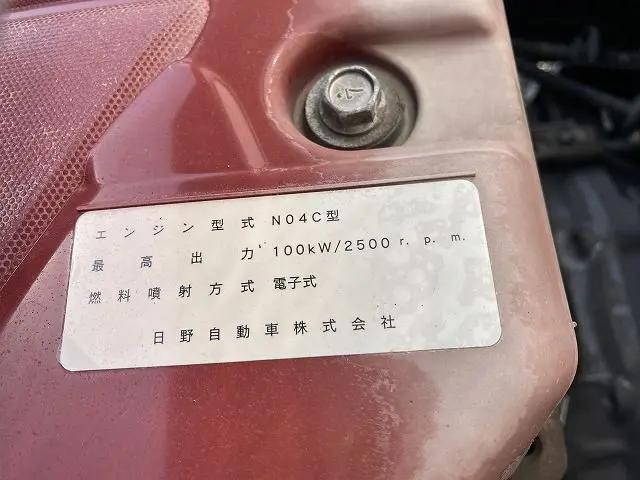 エンジン型式 N04C型
最高出力 100kW/2500 r.p.m.
燃料噴射方式 電子式
日野自動車株式会社